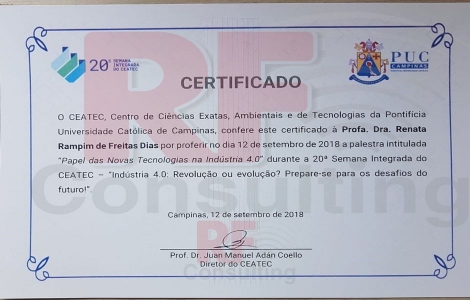 20ª SEMANA
INTEGRADA
DO CEATEC
PUC
CAMPINAS
CERTIFICADO
O CEATEC, Centro de Ciências Exatas, Ambientais e de Tecnologias da Pontifícia
Universidade Católica de Campinas, confere este certificado à Profa. Dra. Renata
Rampim de Freitas Dias por proferir no dia 12 de setembro de 2018 a palestra intitulada
“Papel das Novas Tecnologias na Indústria 4.0” durante a 20ª Semana Integrada do
CEATEC – “Indústria 4.0: Revolução ou evolução? Prepare-se para os desafios do
futuro!”
Campinas, 12 de setembro de 2018
Prof. Dr. Juan Manuel Adán Coello
Diretor do CEATEC
RF
Consulting
RF
Consulting